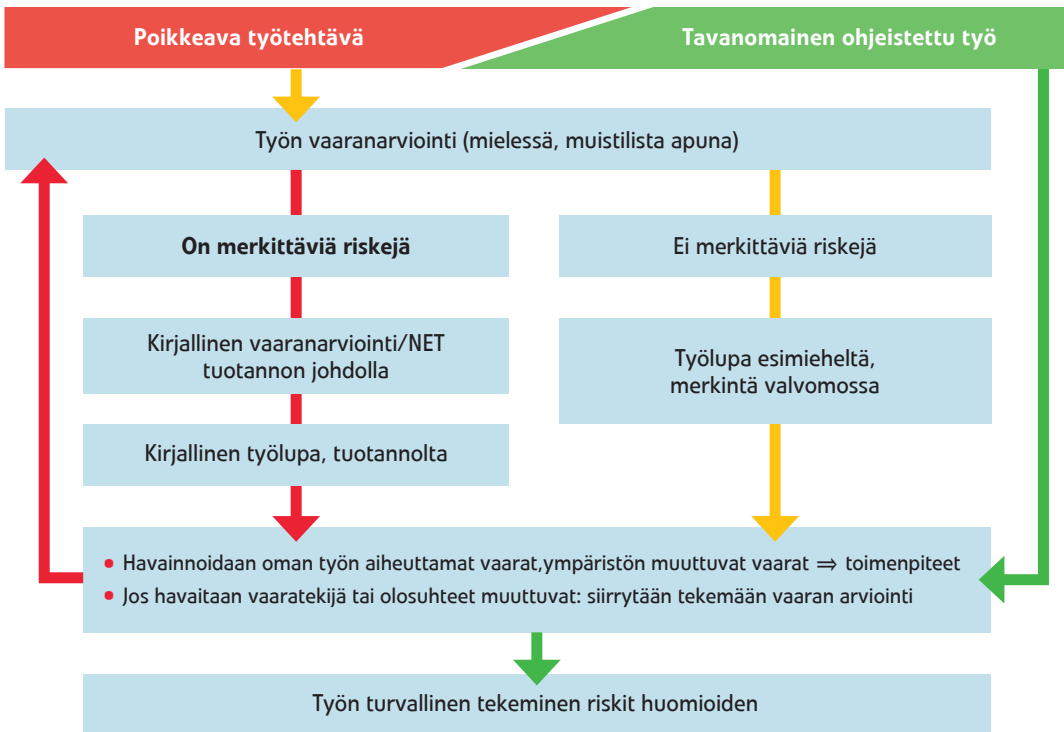 Poikkeava työtehtävä
Tavanomainen ohjeistettu työ
Työn vaaranarviointi (mielessä, muistilista apuna)
On merkittäviä riskejä
Ei merkittäviä riskejä
Kirjallinen vaaranarviointi/NET
tuotannon johdolla
Työlupa esimieheltä,
merkintä valvomossa
Kirjallinen työlupa, tuotannolta
• Havainnoidaan oman työn aiheuttamat vaarat,ympäristön muuttuvat vaarat ⇒ toimenpiteet
• Jos havaitaan vaaratekijä tai olosuhteet muuttuvat: siirrytään tekemään vaaran arviointi
Työn turvallinen tekeminen riskit huomioiden